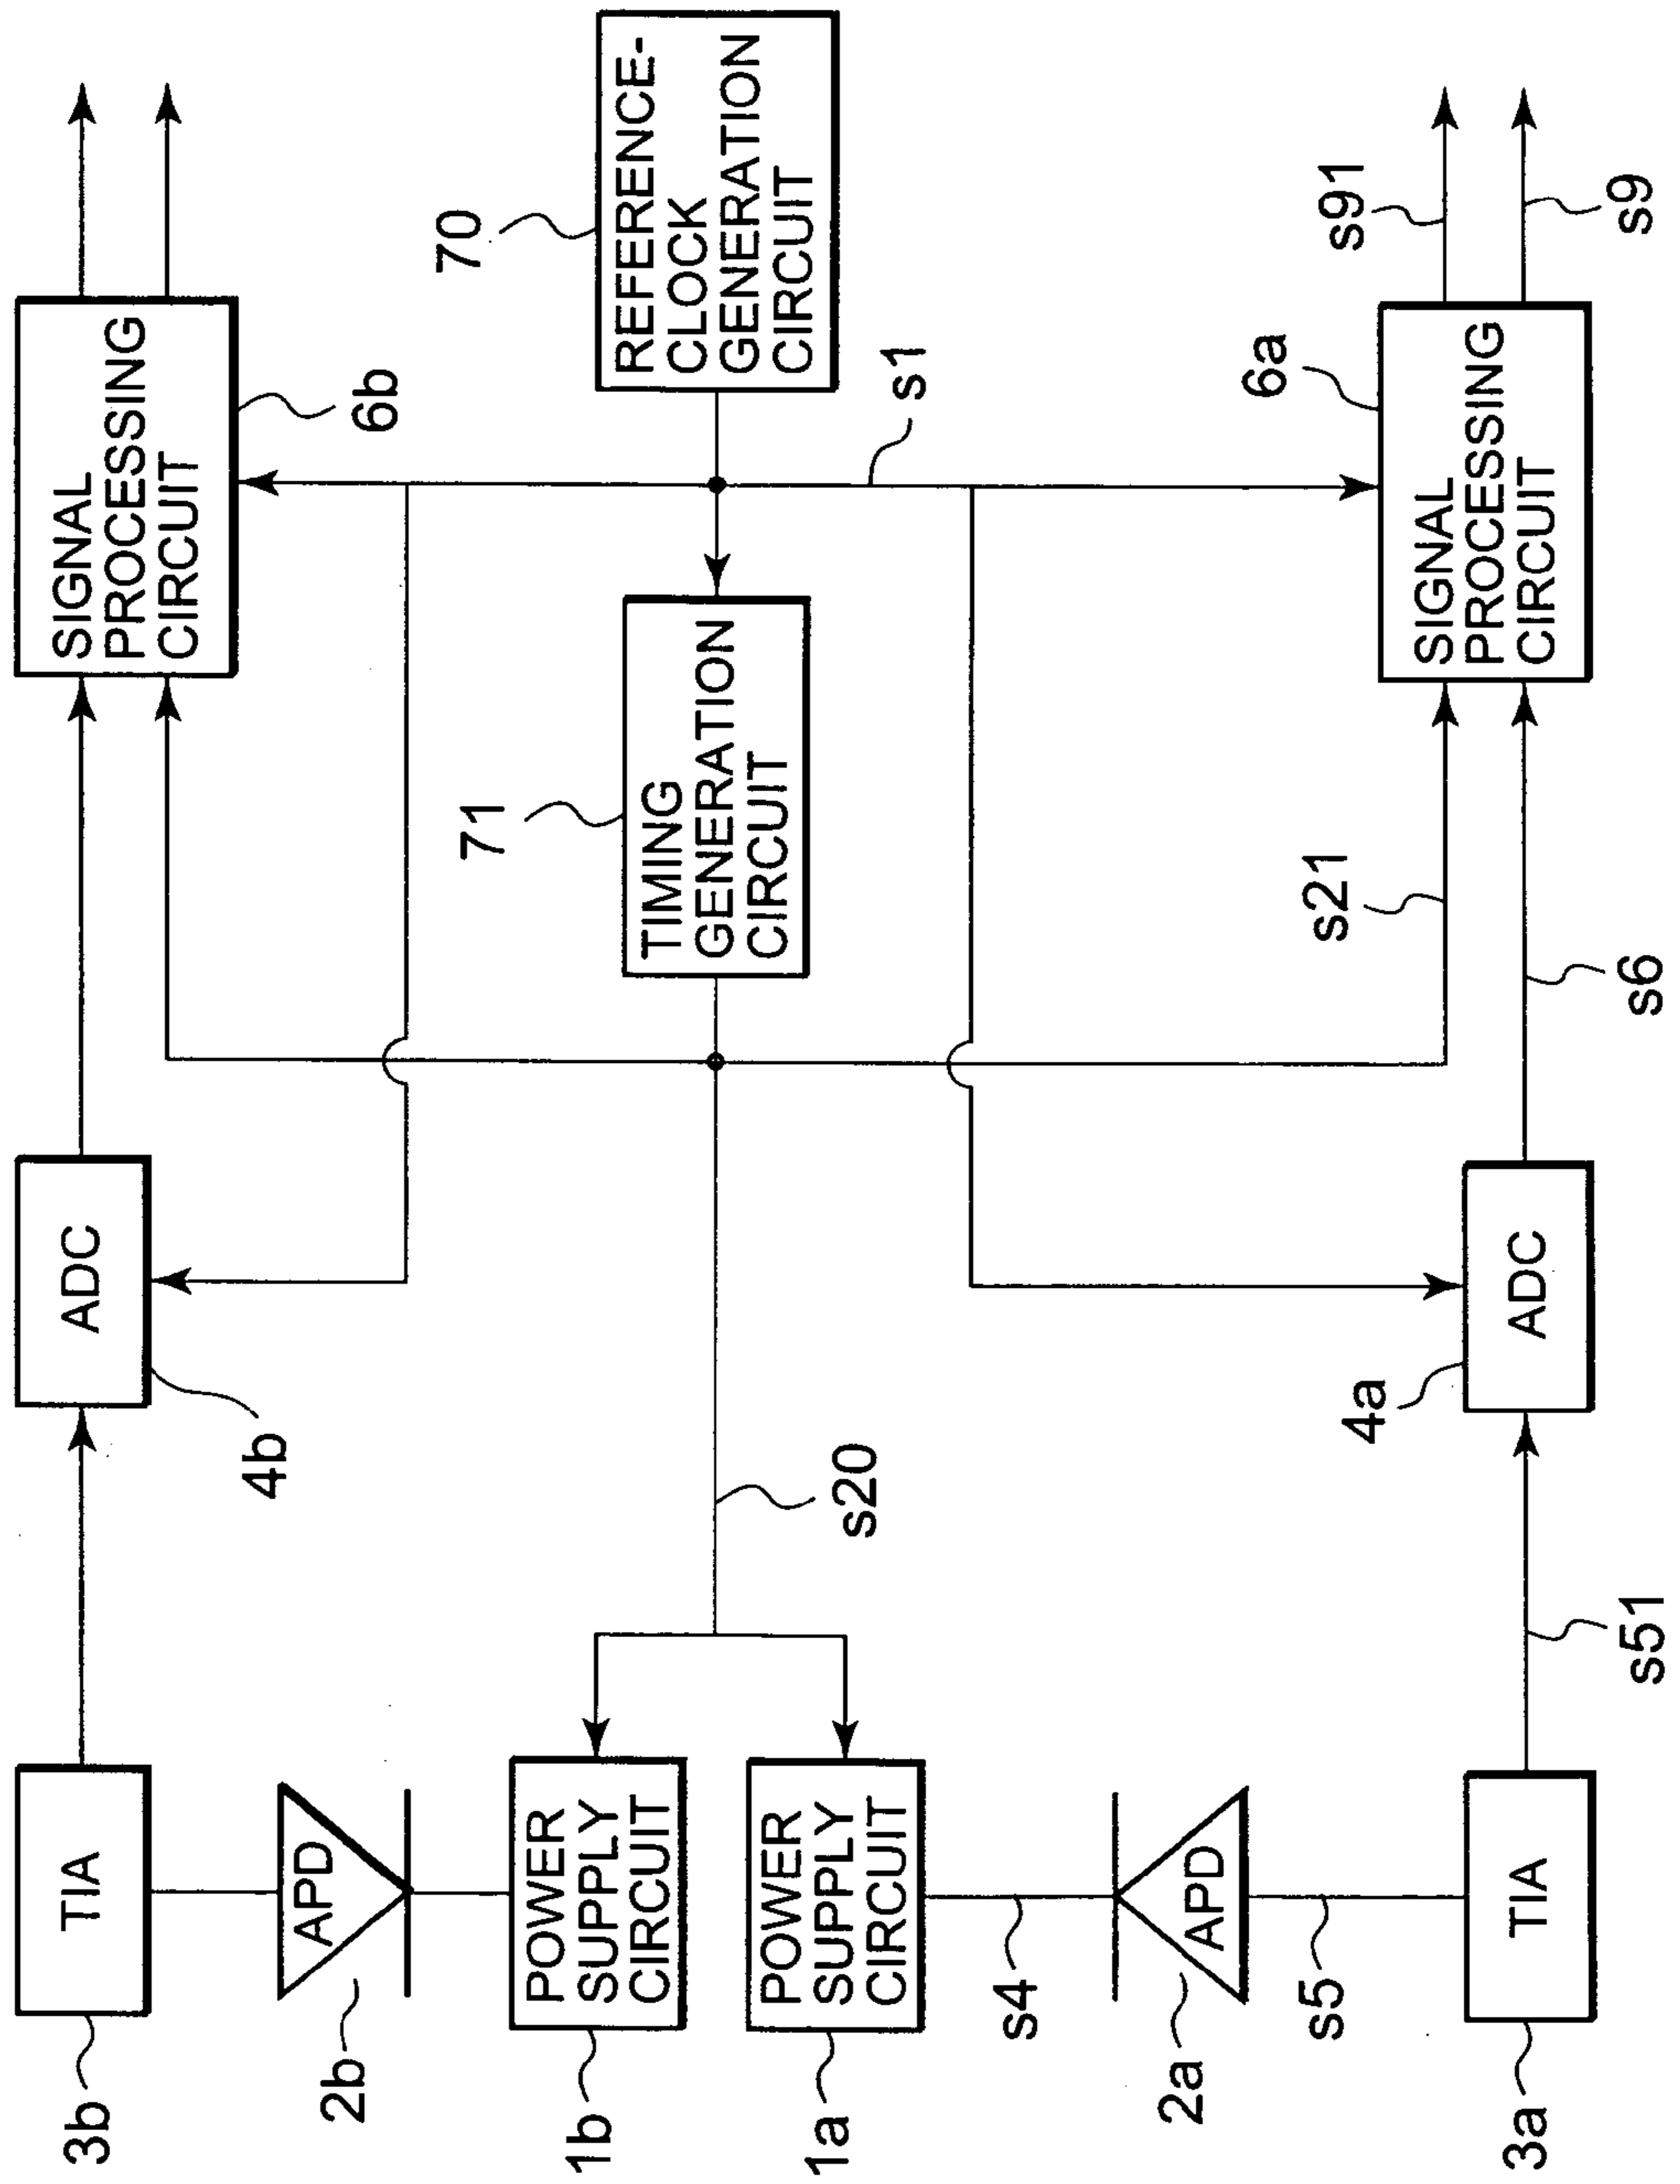 3b
TIA
4b
ADC
SIGNAL
PROCESSING
CIRCUIT
6b
2b
APD
1b
POWER
SUPPLY
CIRCUIT
s20
71
TIMING
GENERATION
CIRCUIT
70
REFERENCE-
CLOCK
GENERATION
CIRCUIT
s1
1a
POWER
SUPPLY
CIRCUIT
s4
2a
APD
s5
3a
TIA
s51
4a
ADC
s6
s21
6a
SIGNAL
PROCESSING
CIRCUIT
s91
s9